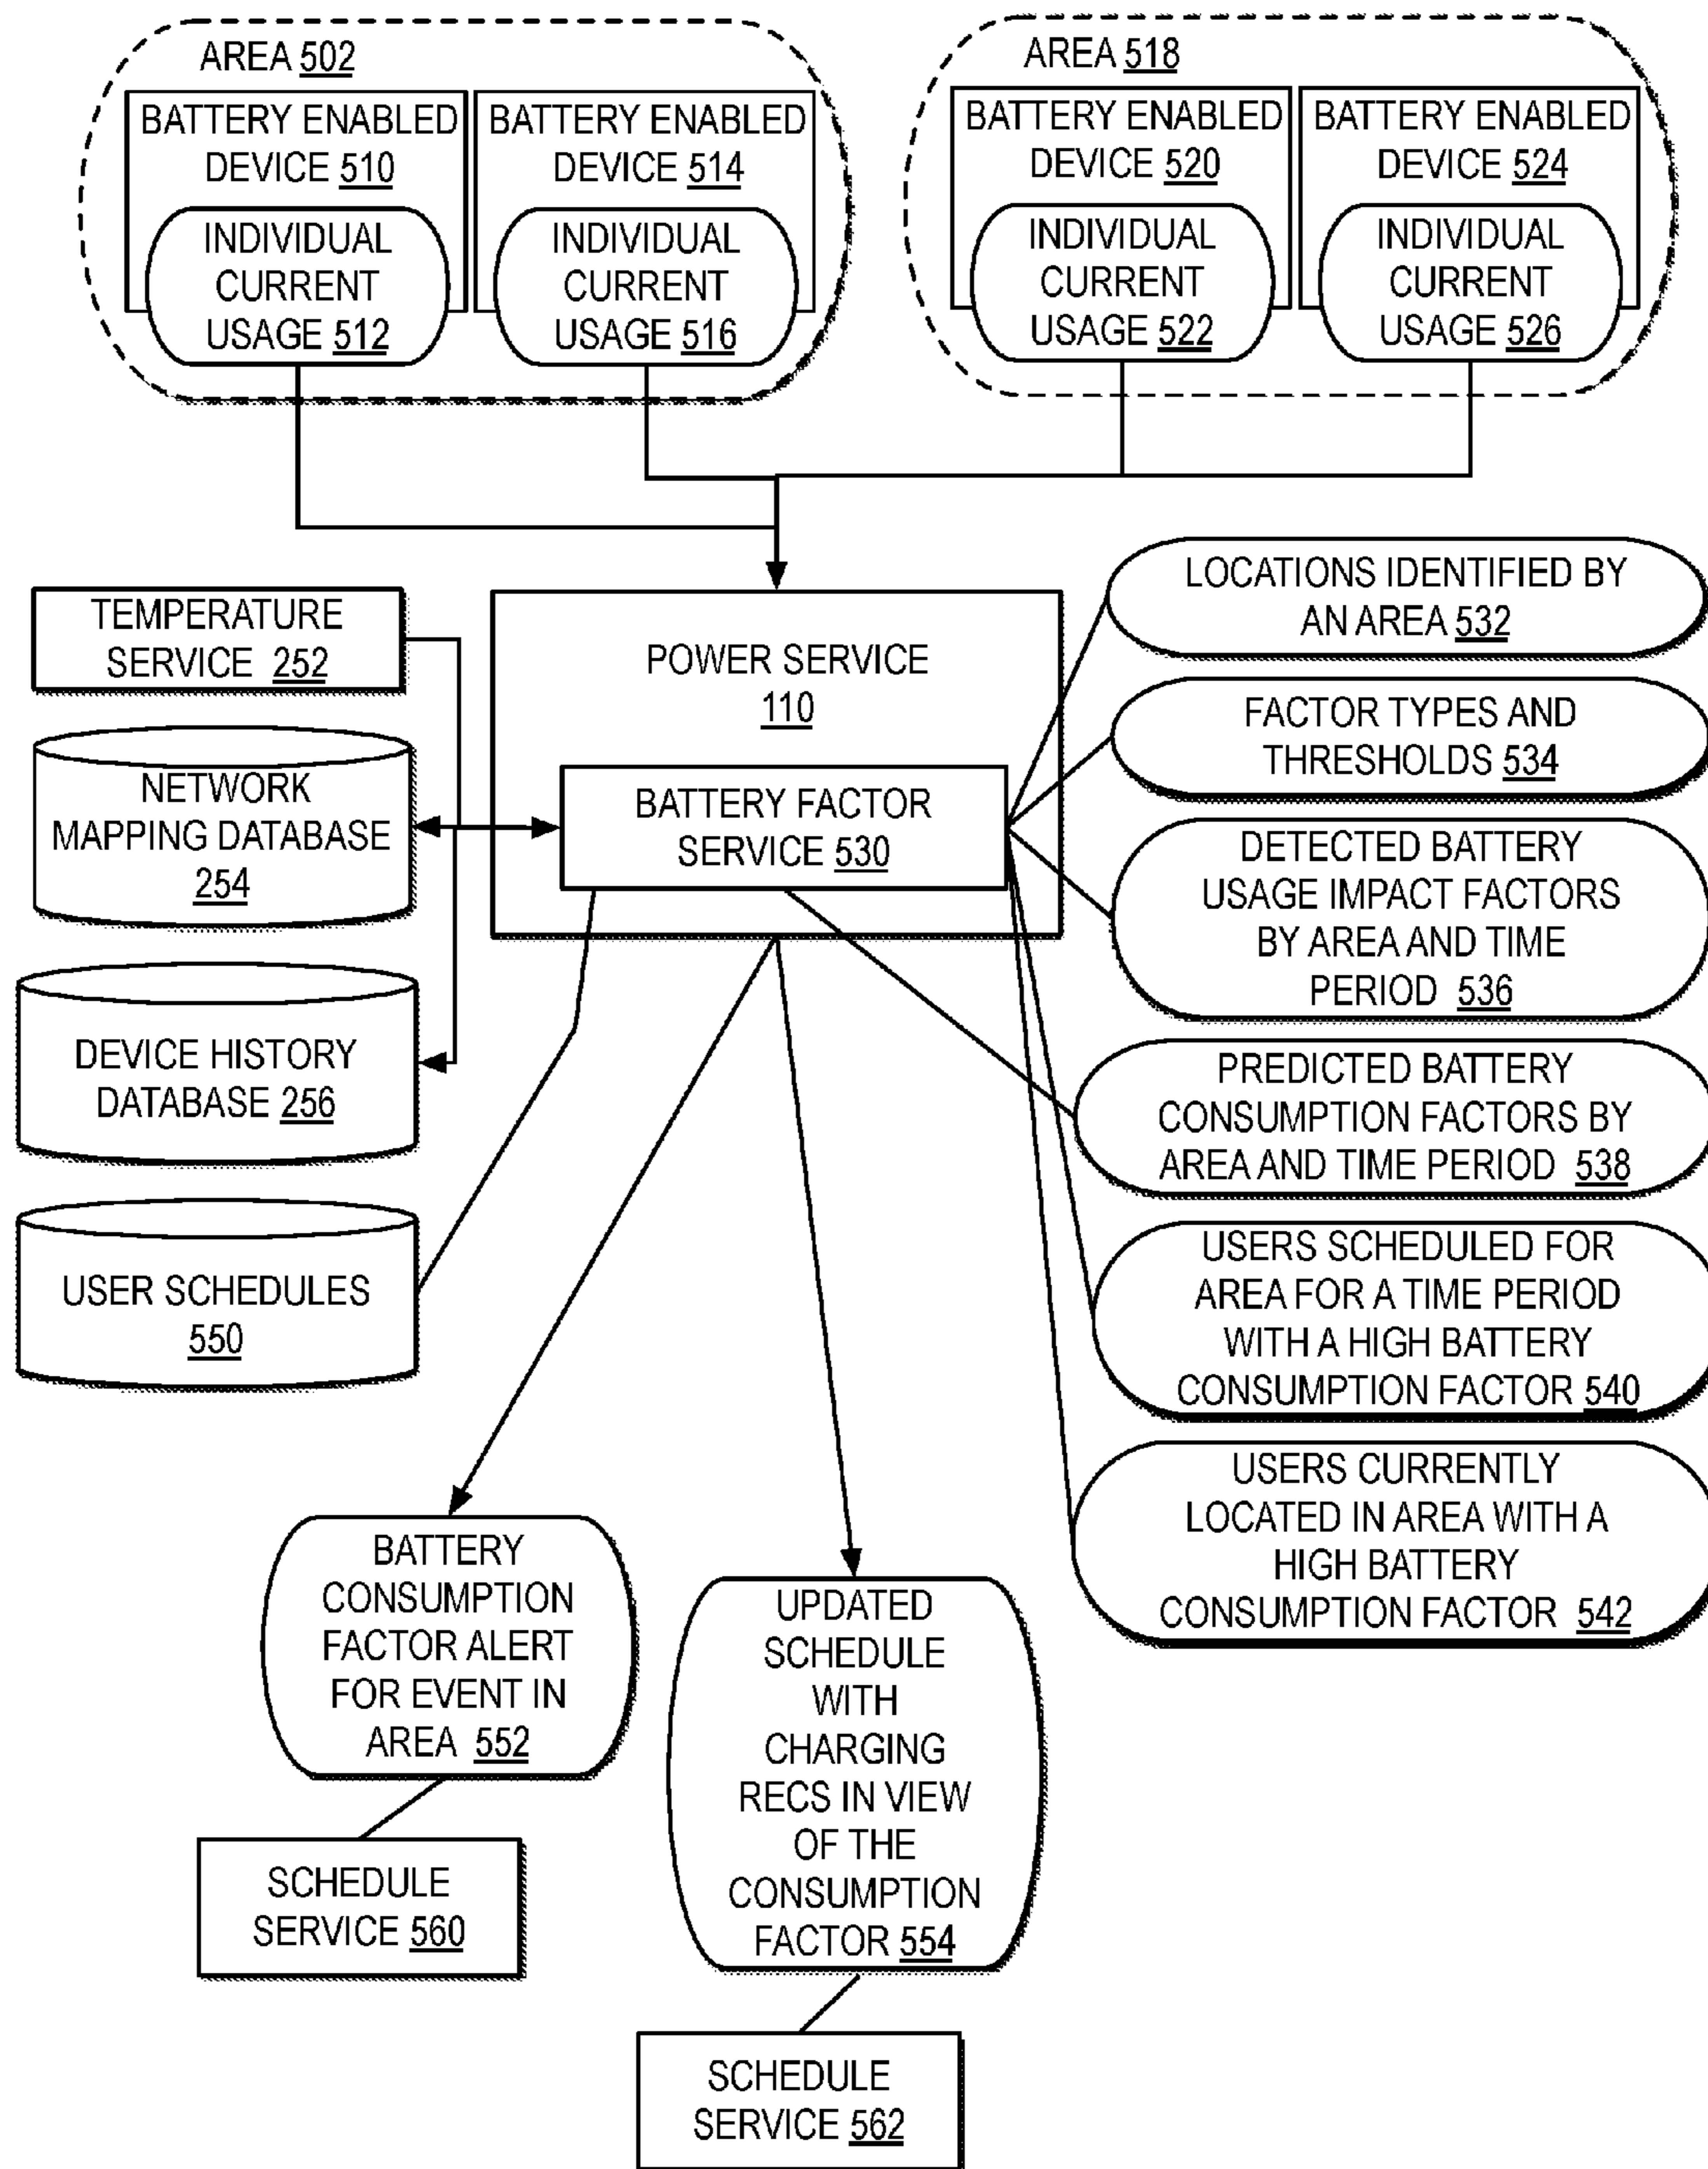 AREA 502
BATTERY ENABLED
DEVICE 510
INDIVIDUAL
CURRENT
USAGE 512
BATTERY ENABLED
DEVICE 514
INDIVIDUAL
CURRENT
USAGE 516
AREA 518
BATTERY ENABLED
DEVICE 520
INDIVIDUAL
CURRENT
USAGE 522
BATTERY ENABLED
DEVICE 524
INDIVIDUAL
CURRENT
USAGE 526
TEMPERATURE
SERVICE 252
NETWORK
MAPPING DATABASE
254
DEVICE HISTORY
DATABASE 256
USER SCHEDULES
550
POWER SERVICE
110
BATTERY FACTOR
SERVICE 530
LOCATIONS IDENTIFIED BY
AN AREA 532
FACTOR TYPES AND
THRESHOLDS 534
DETECTED BATTERY
USAGE IMPACT FACTORS
BY AREA AND TIME
PERIOD 536
PREDICTED BATTERY
CONSUMPTION FACTORS BY
AREA AND TIME PERIOD 538
USERS SCHEDULED FOR
AREA FOR A TIME PERIOD
WITH A HIGH BATTERY
CONSUMPTION FACTOR 540
USERS CURRENTLY
LOCATED IN AREA WITH A
HIGH BATTERY
CONSUMPTION FACTOR 542
BATTERY
CONSUMPTION
FACTOR ALERT
FOR EVENT IN
AREA 552
SCHEDULE
SERVICE 560
UPDATED
SCHEDULE
WITH
CHARGING
RECS IN VIEW
OF THE
CONSUMPTION
FACTOR 554
SCHEDULE
SERVICE 562